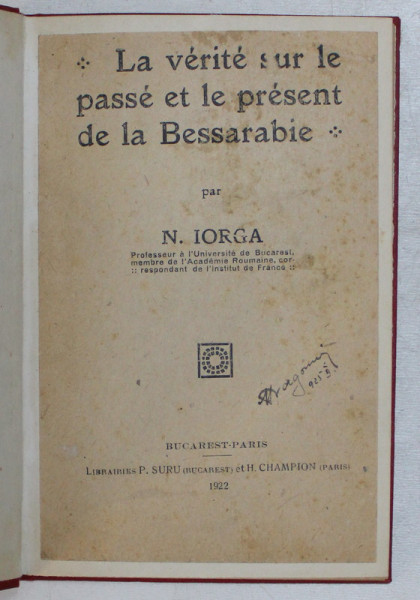 La vérité sur le
passé et le présent
de la Bessarabie
par
N. IORGA
Professeur à l'Université de Bucarest,
membre de l'Académie Roumaine, cor-
:: respondant de l'Institut de France ::
BUCAREST-PARIS
LIBRAIRIES P. SURU (BUCAREST) et H. CHAMPION (PARIS)
1922